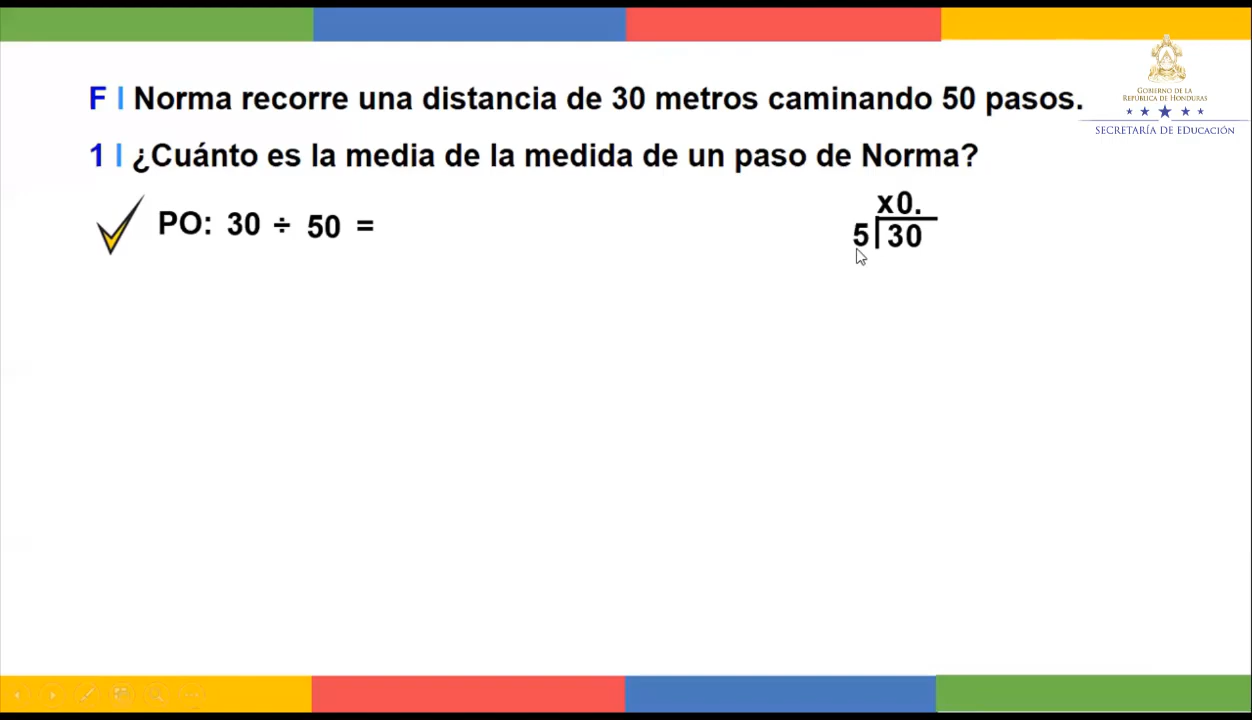 F | Norma recorre una distancia de 30 metros caminando 50 pasos.
1 | ¿Cuánto es la media de la medida de un paso de Norma?
PO: 30 ÷ 50 =
x0.
5 30
GOBIERNO DE LA
REPÚBLICA DE HONDURAS
SECRETARÍA DE EDUCACIÓN